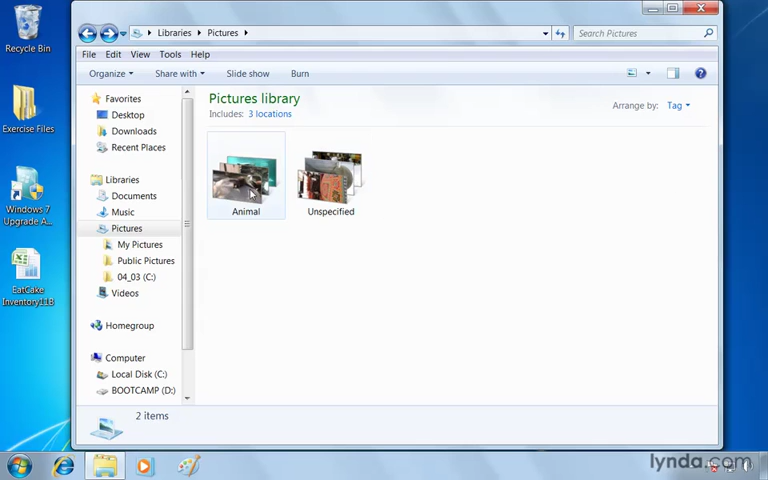 Recycle Bin
Exercise Files
Windows 7
Upgrade A...
EatCake
Inventory11B
Libraries
Pictures
Search Pictures
File
Edit
View
Tools
Help
Organize
Share with
Slide show
Burn
Favorites
Desktop
Downloads
Recent Places
Libraries
Documents
Music
Pictures
My Pictures
Public Pictures
04_03 (C:)
Videos
Homegroup
Computer
Local Disk (C:)
BOOTCAMP (D:)
Pictures library
Includes: 3 locations
Arrange by: Tag
Animal
Unspecified
2 items
lynda.com